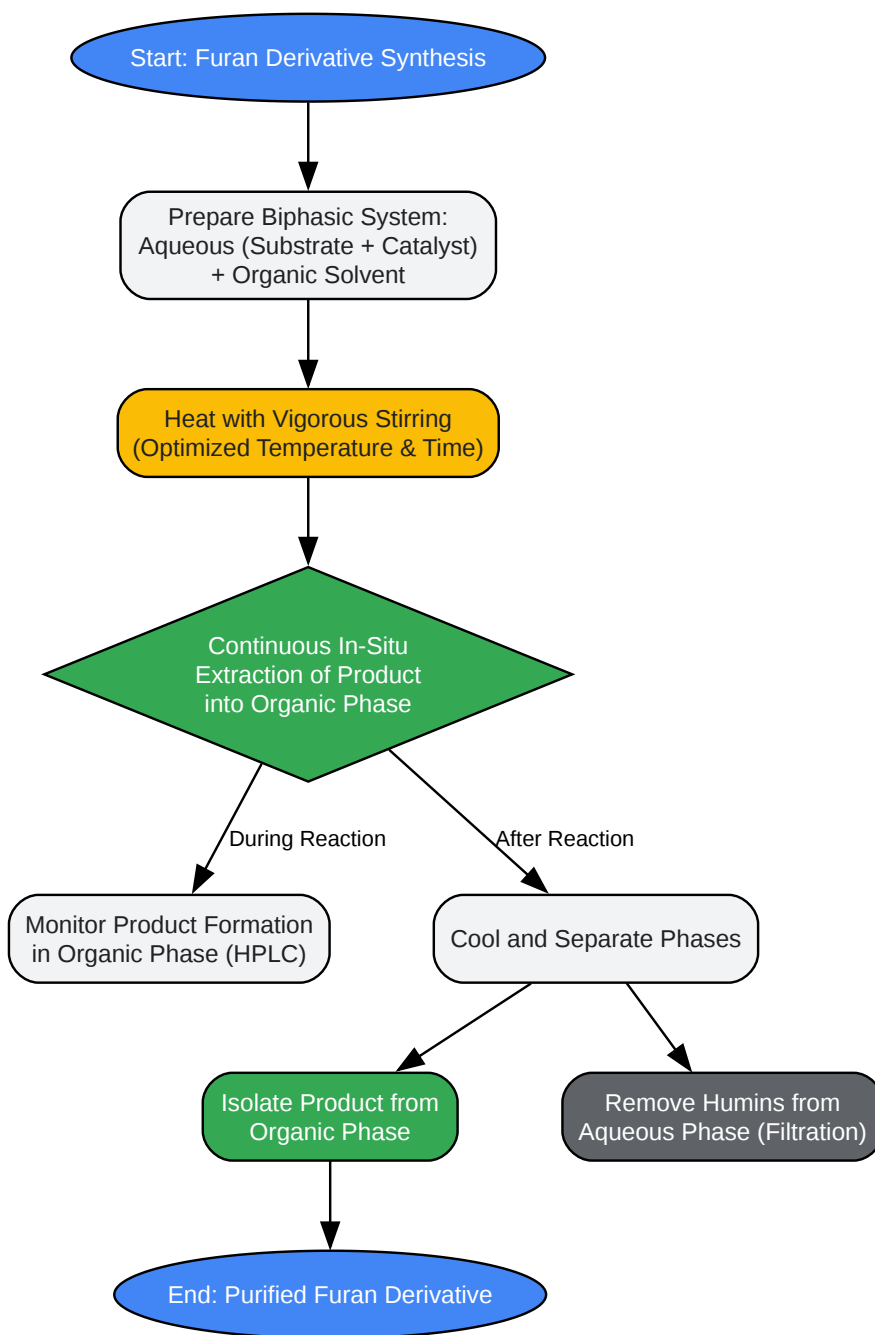 Start: Furan Derivative Synthesis
Prepare Biphasic System:
Aqueous (Substrate + Catalyst)
+ Organic Solvent
Heat with Vigorous Stirring
(Optimized Temperature & Time)
Continuous In-Situ
Extraction of Product
into Organic Phase
During Reaction
After Reaction
Monitor Product Formation
in Organic Phase (HPLC)
Cool and Separate Phases
Isolate Product from
Organic Phase
Remove Humins from
Aqueous Phase (Filtration)
End: Purified Furan Derivative